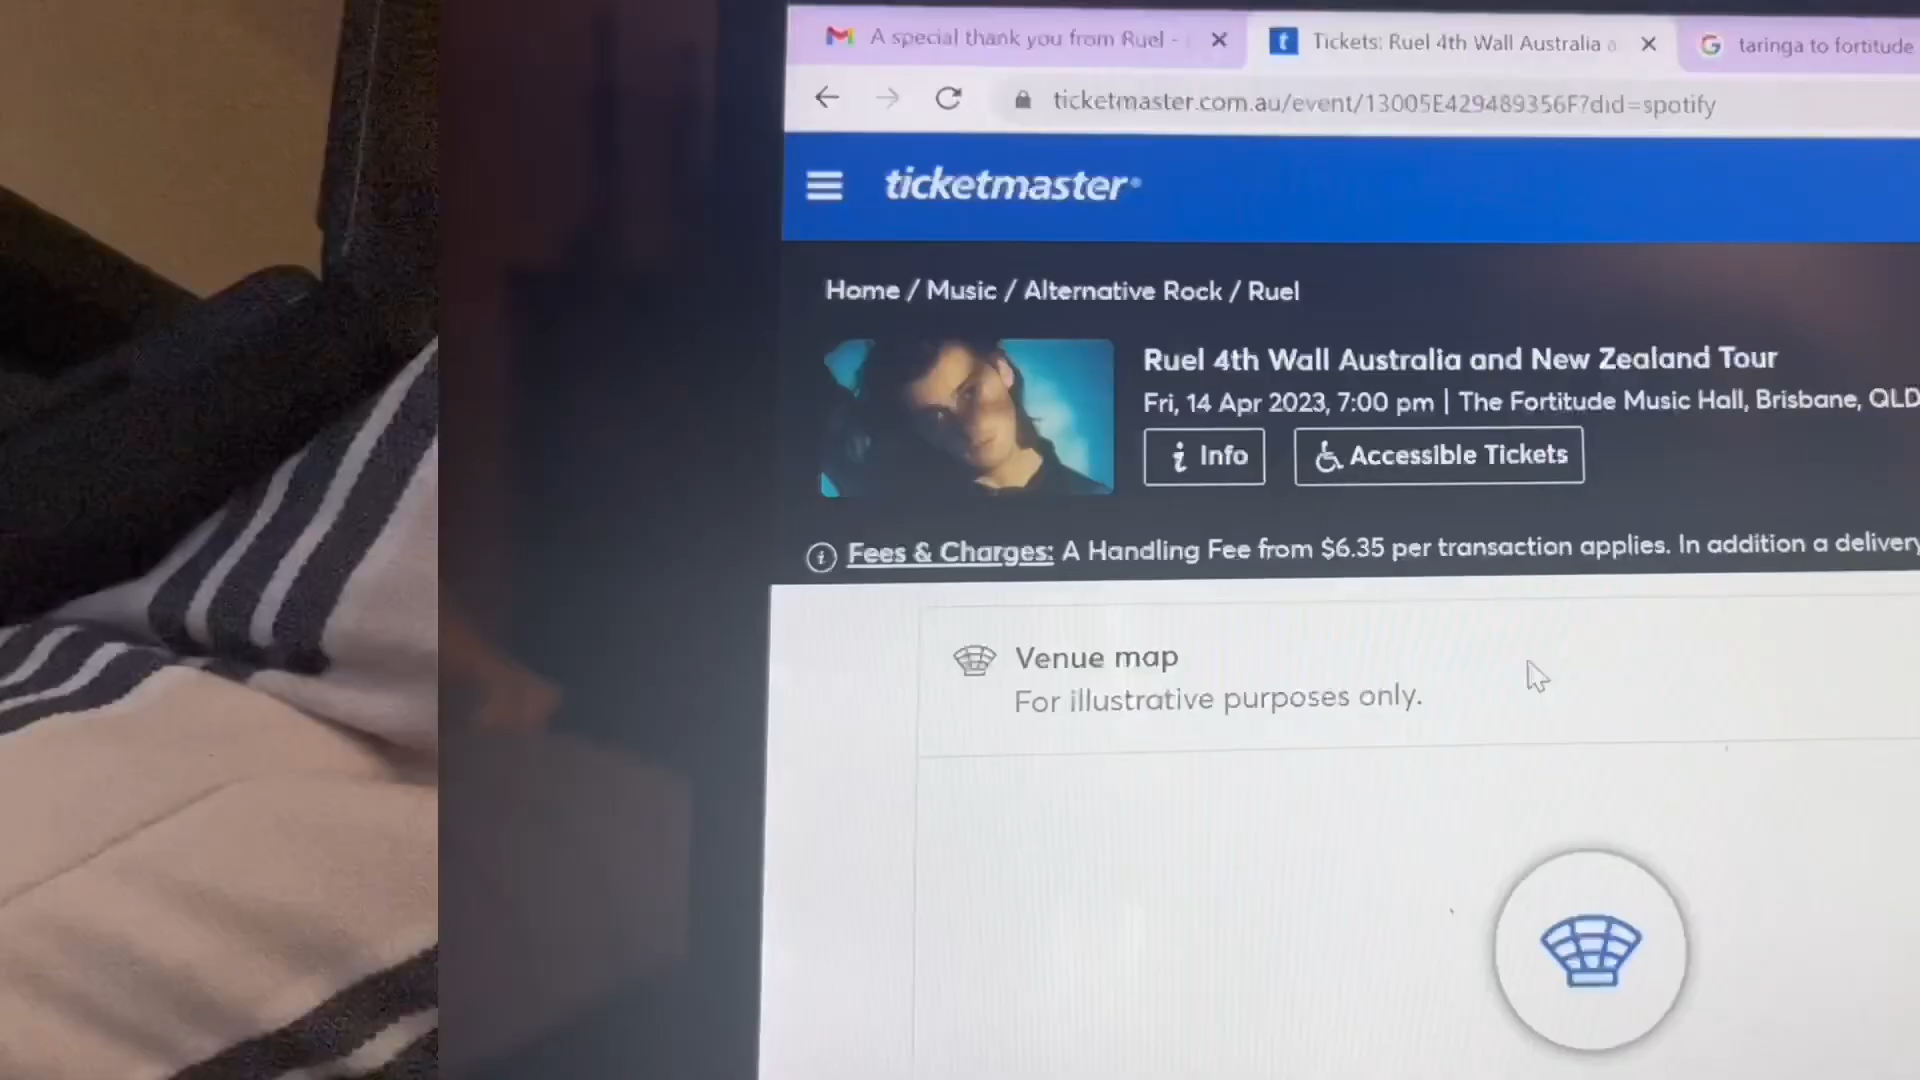 A special thank you from Ruel -
Tickets: Ruel 4th Wall Australia a
taringa to fortitude
ticketmaster.com.au/event/13005E429489356F?did=spotify
ticketmaster®
Home / Music / Alternative Rock / Ruel
Ruel 4th Wall Australia and New Zealand Tour
Fri, 14 Apr 2023, 7:00 pm | The Fortitude Music Hall, Brisbane, QLD
Info
Accessible Tickets
Fees & Charges: A Handling Fee from $6.35 per transaction applies. In addition a delivery
Venue map
For illustrative purposes only.